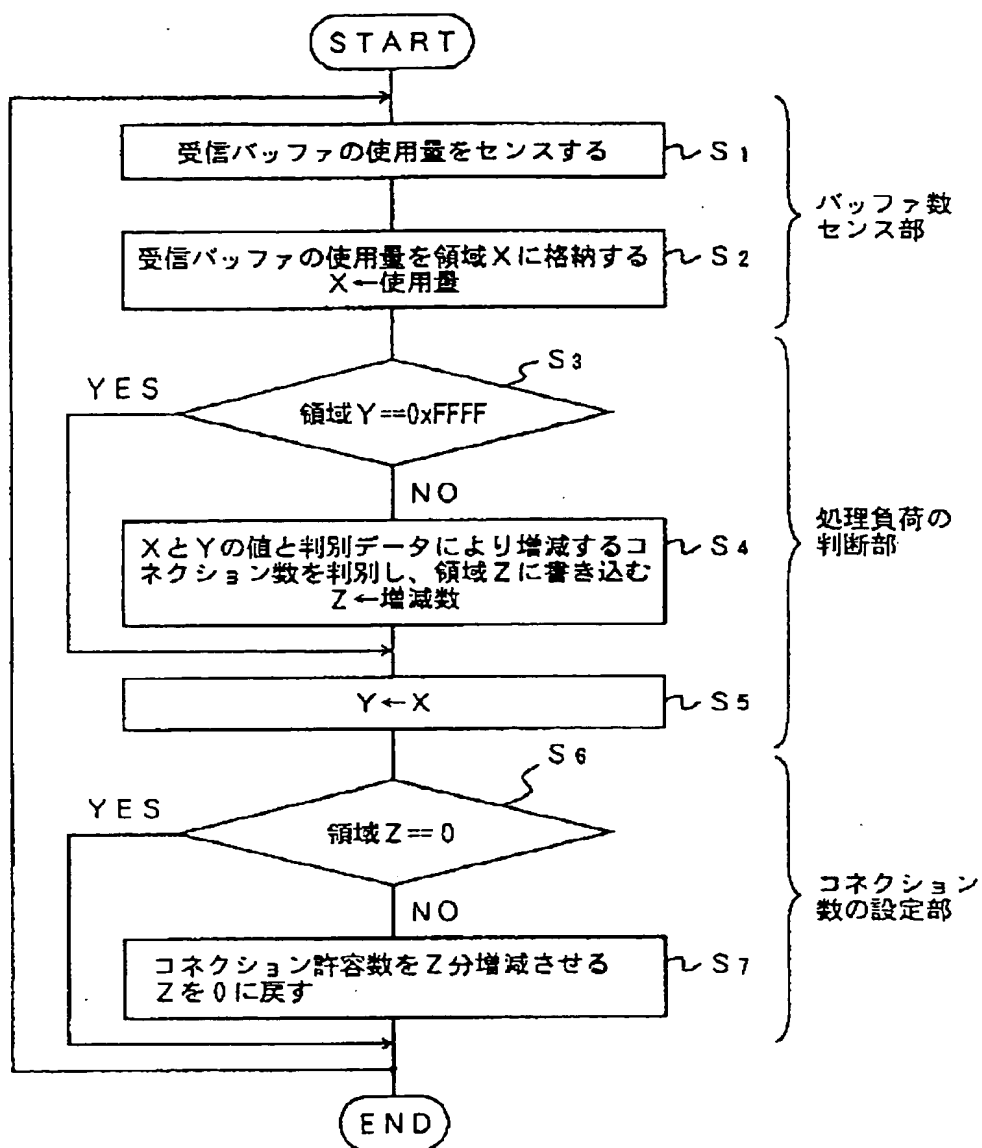 START
受信バッファの使用量をセンスする
S1
受信バッファの使用量を領域Xに格納する
X←使用量
S2
バッファ数
センス部
S3
YES
領域Y==0xFFFF
NO
XとYの値と判別データにより増減するコ
ネクション数を判別し、領域Zに書き込む
Z←増減数
S4
Y←X
S5
処理負荷の
判断部
S6
YES
領域Z==0
NO
コネクション許容数をZ分増減させる
Zを0に戻す
S7
コネクション
数の設定部
END